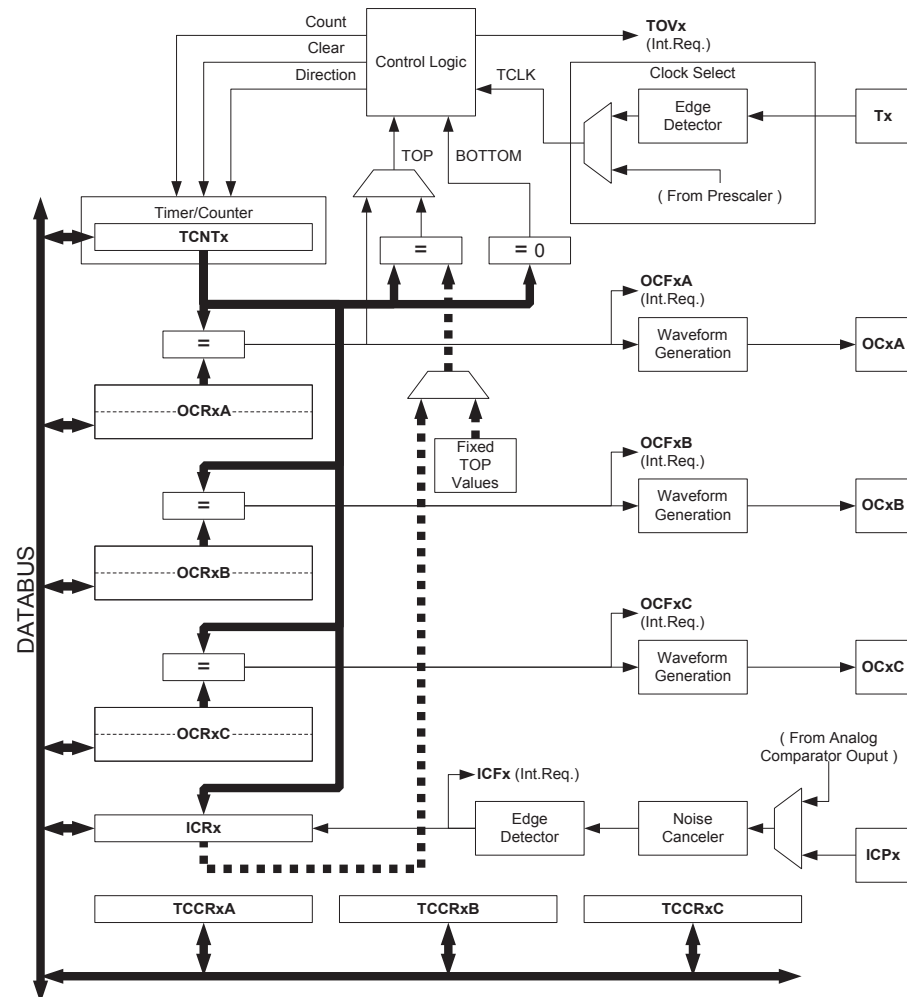 Count
Clear
Direction
Control Logic
TOVx
(Int.Req.)
TCLK
Clock Select
Edge
Detector
Tx
( From Prescaler )
TOP
BOTTOM
Timer/Counter
TCNTx
=
= 0
=
OCRxA
OCFxA
(Int.Req.)
Waveform
Generation
OCxA
Fixed
TOP
Values
=
OCRxB
OCFxB
(Int.Req.)
Waveform
Generation
OCxB
DATABUS
=
OCRxC
OCFxC
(Int.Req.)
Waveform
Generation
OCxC
( From Analog
Comparator Ouput )
ICFx (Int.Req.)
ICRx
Edge
Detector
Noise
Canceler
ICPx
TCCRxA
TCCRxB
TCCRxC